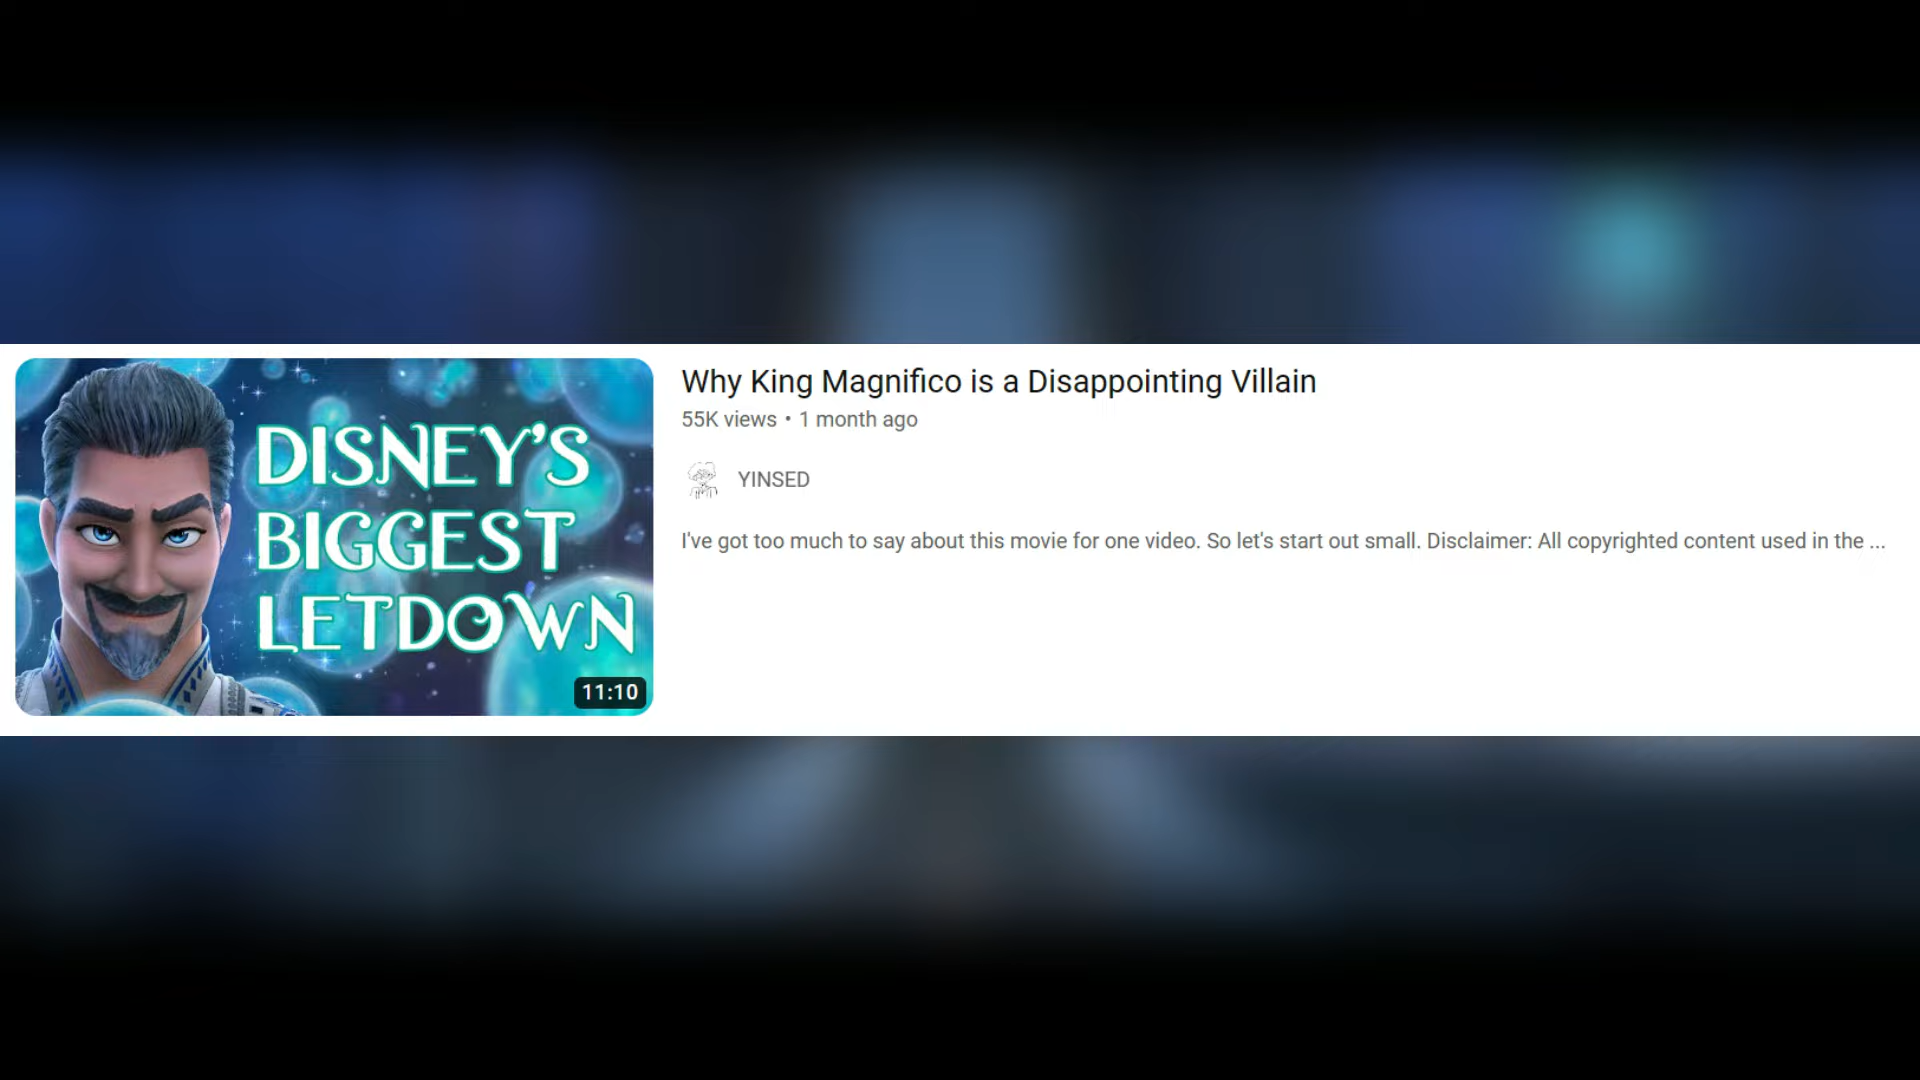 DISNEY'S
BIGGEST
LETDOWN
11:10
Why King Magnifico is a Disappointing Villain
55K views • 1 month ago
YINSED
I've got too much to say about this movie for one video. So let's start out small. Disclaimer: All copyrighted content used in the ...